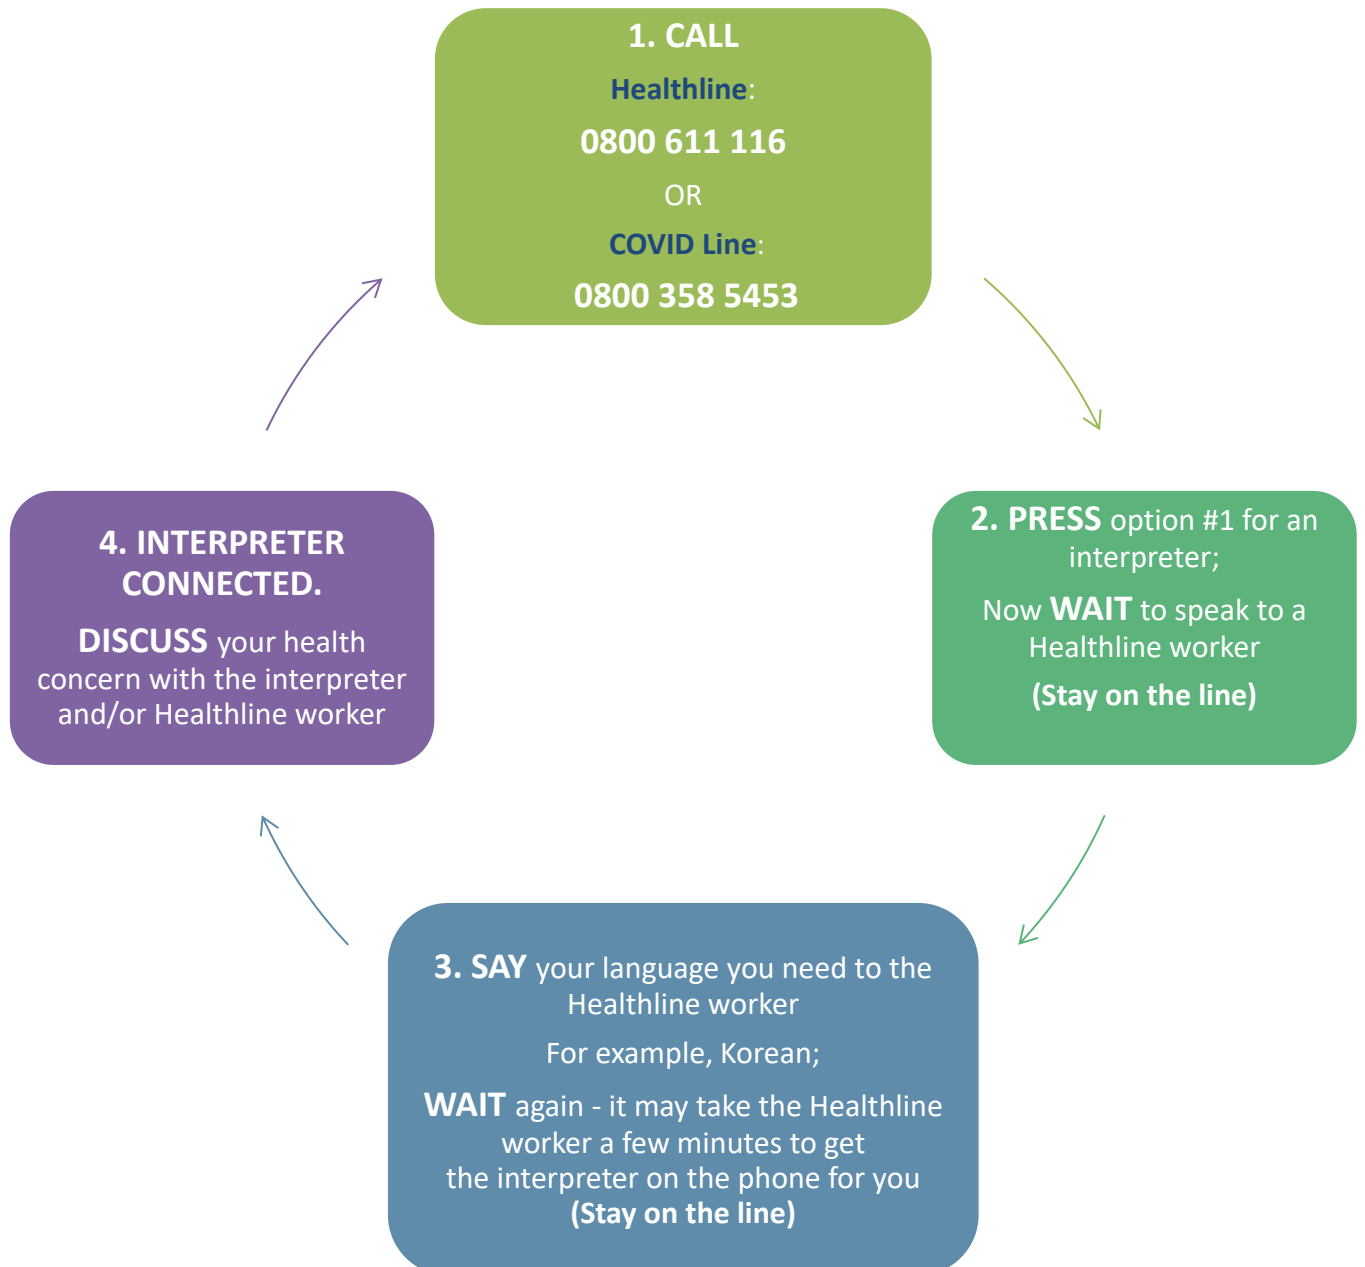 1. CALL
Healthline:
0800 611 116
OR
COVID Line:
0800 358 5453
2. PRESS option #1 for an
interpreter;
Now WAIT to speak to a
Healthline worker
(Stay on the line)
3. SAY your language you need to the
Healthline worker
For example, Korean;
WAIT again - it may take the Healthline
worker a few minutes to get
the interpreter on the phone for you
(Stay on the line)
4. INTERPRETER
CONNECTED.
DISCUSS your health
concern with the interpreter
and/or Healthline worker